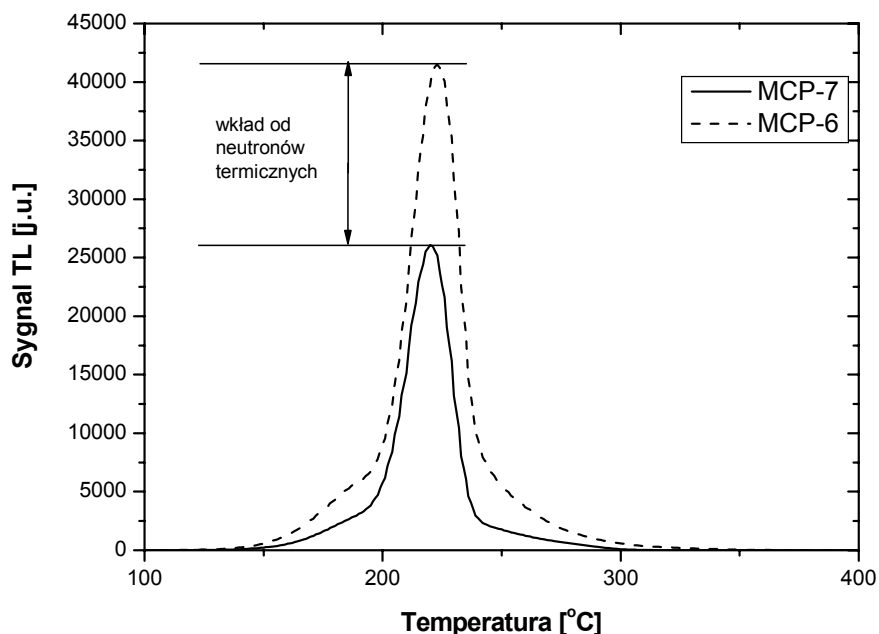 45000
40000
35000
30000
25000
20000
15000
10000
5000
0
Sygnal TL [j.u.]
wkład od
neutronów
termicznych
MCP-7
MCP-6
100
200
300
400
Temperatura [°C]